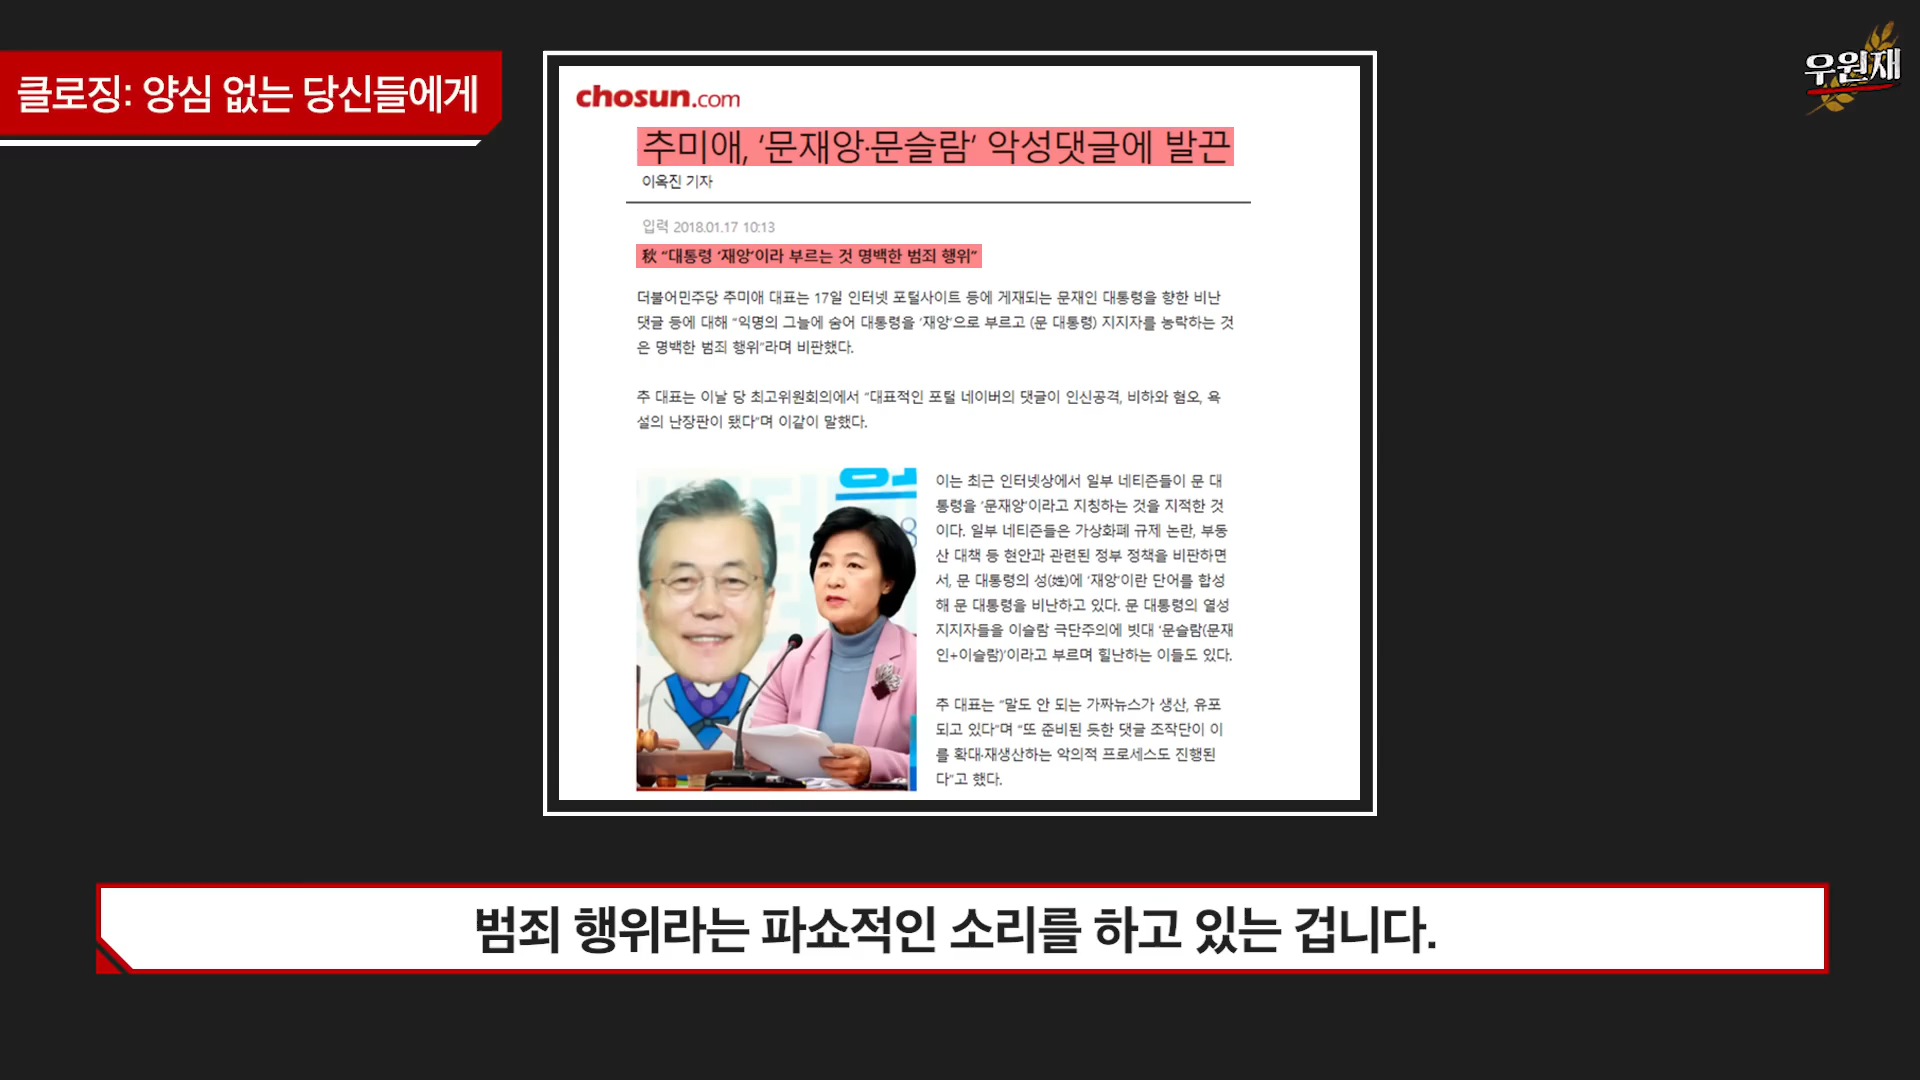 클로징: 양심 없는 당신들에게
우원재
chosun.com
추미애, ‘문재앙·문슬람’ 악성댓글에 발끈
이옥진 기자
입력 2018.01.17 10:13
秋 “대통령 ‘재앙’이라 부르는 것 명백한 범죄 행위”
더불어민주당 추미애 대표는 17일 인터넷 포털사이트 등에 게재되는 문재인 대통령을 향한 비난
댓글 등에 대해 “익명의 그늘에 숨어 대통령을 ‘재앙’으로 부르고 (문 대통령) 지지자를 농락하는 것
은 명백한 범죄 행위”라며 비판했다.
추 대표는 이날 당 최고위원회의에서 “대표적인 포털 네이버의 댓글이 인신공격, 비하와 혐오, 욕
설의 난장판이 됐다”며 이같이 말했다.
이는 최근 인터넷상에서 일부 네티즌들이 문 대
통령을 ‘문재앙’이라고 지칭하는 것을 지적한 것
이다. 일부 네티즌들은 가상화폐 규제 논란, 부동
산 대책 등 현안과 관련된 정부 정책을 비판하면
서, 문 대통령의 성(姓)에 ‘재앙’이란 단어를 합성
해 문 대통령을 비난하고 있다. 문 대통령의 열성
지지자들을 이슬람 극단주의에 빗대 ‘문슬람(문재
인+이슬람)’이라고 부르며 힐난하는 이들도 있다.
추 대표는 “말도 안 되는 가짜뉴스가 생산, 유포
되고 있다”며 “또 준비된 듯한 댓글 조작단이 이
를 확대·재생산하는 악의적 프로세스도 진행된
다”고 했다.
범죄 행위라는 파쇼적인 소리를 하고 있는 겁니다.